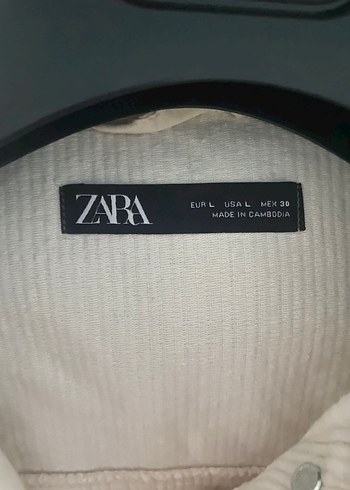 ZARA
EUR L USA L MEX 30
MADE IN CAMBODIA